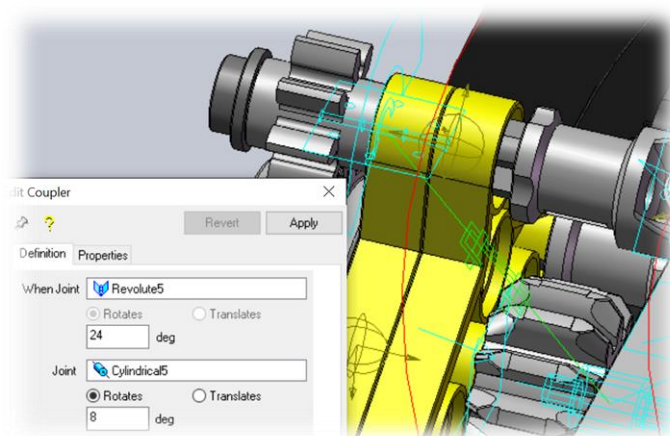 dit Coupler
Revert Apply
Definition Properties
When Joint Revolute5
Rotates Translates
24 deg
Joint Cylindrical5
Rotates Translates
8 deg